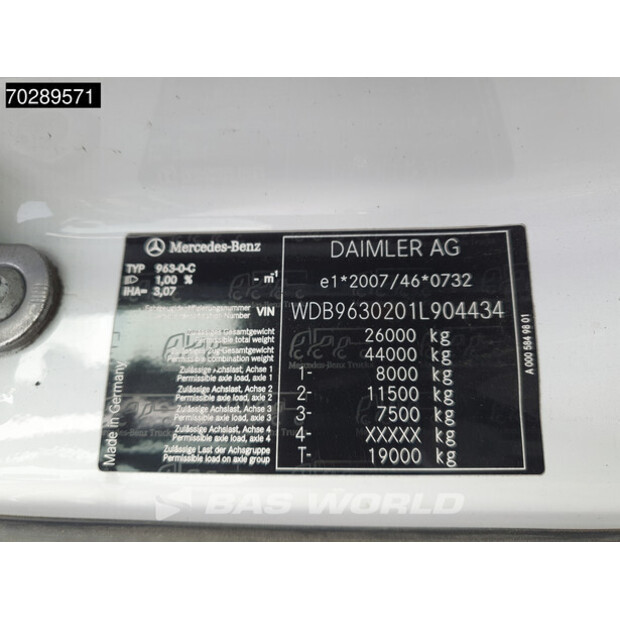 70289571
Mercedes-Benz
DAIMLER AG
TYP 963-0-C
1,00 % - m⁻¹
iHA= 3,07
e1*2007/46*0732
VIN WDB9630201L904434
Gesamtgewicht
Permissible total weight 26000 kg
Gesamtgewicht
Permissible combination weight 44000 kg
Zulässige Achslast, Achse 1
Permissible axle load, axle 1 1- 8000 kg
Zulässige Achslast, Achse 2
Permissible axle load, axle 2 2- 11500 kg
Zulässige Achslast, Achse 3
Permissible axle load, axle 3 3- 7500 kg
Zulässige Achslast, Achse 4
Permissible axle load, axle 4 4- XXXXX kg
Zulässige Last der Achsgruppe
Permissible load on axle group T- 19000 kg
Made in Germany
A 000 584 98 01
BAS WORLD